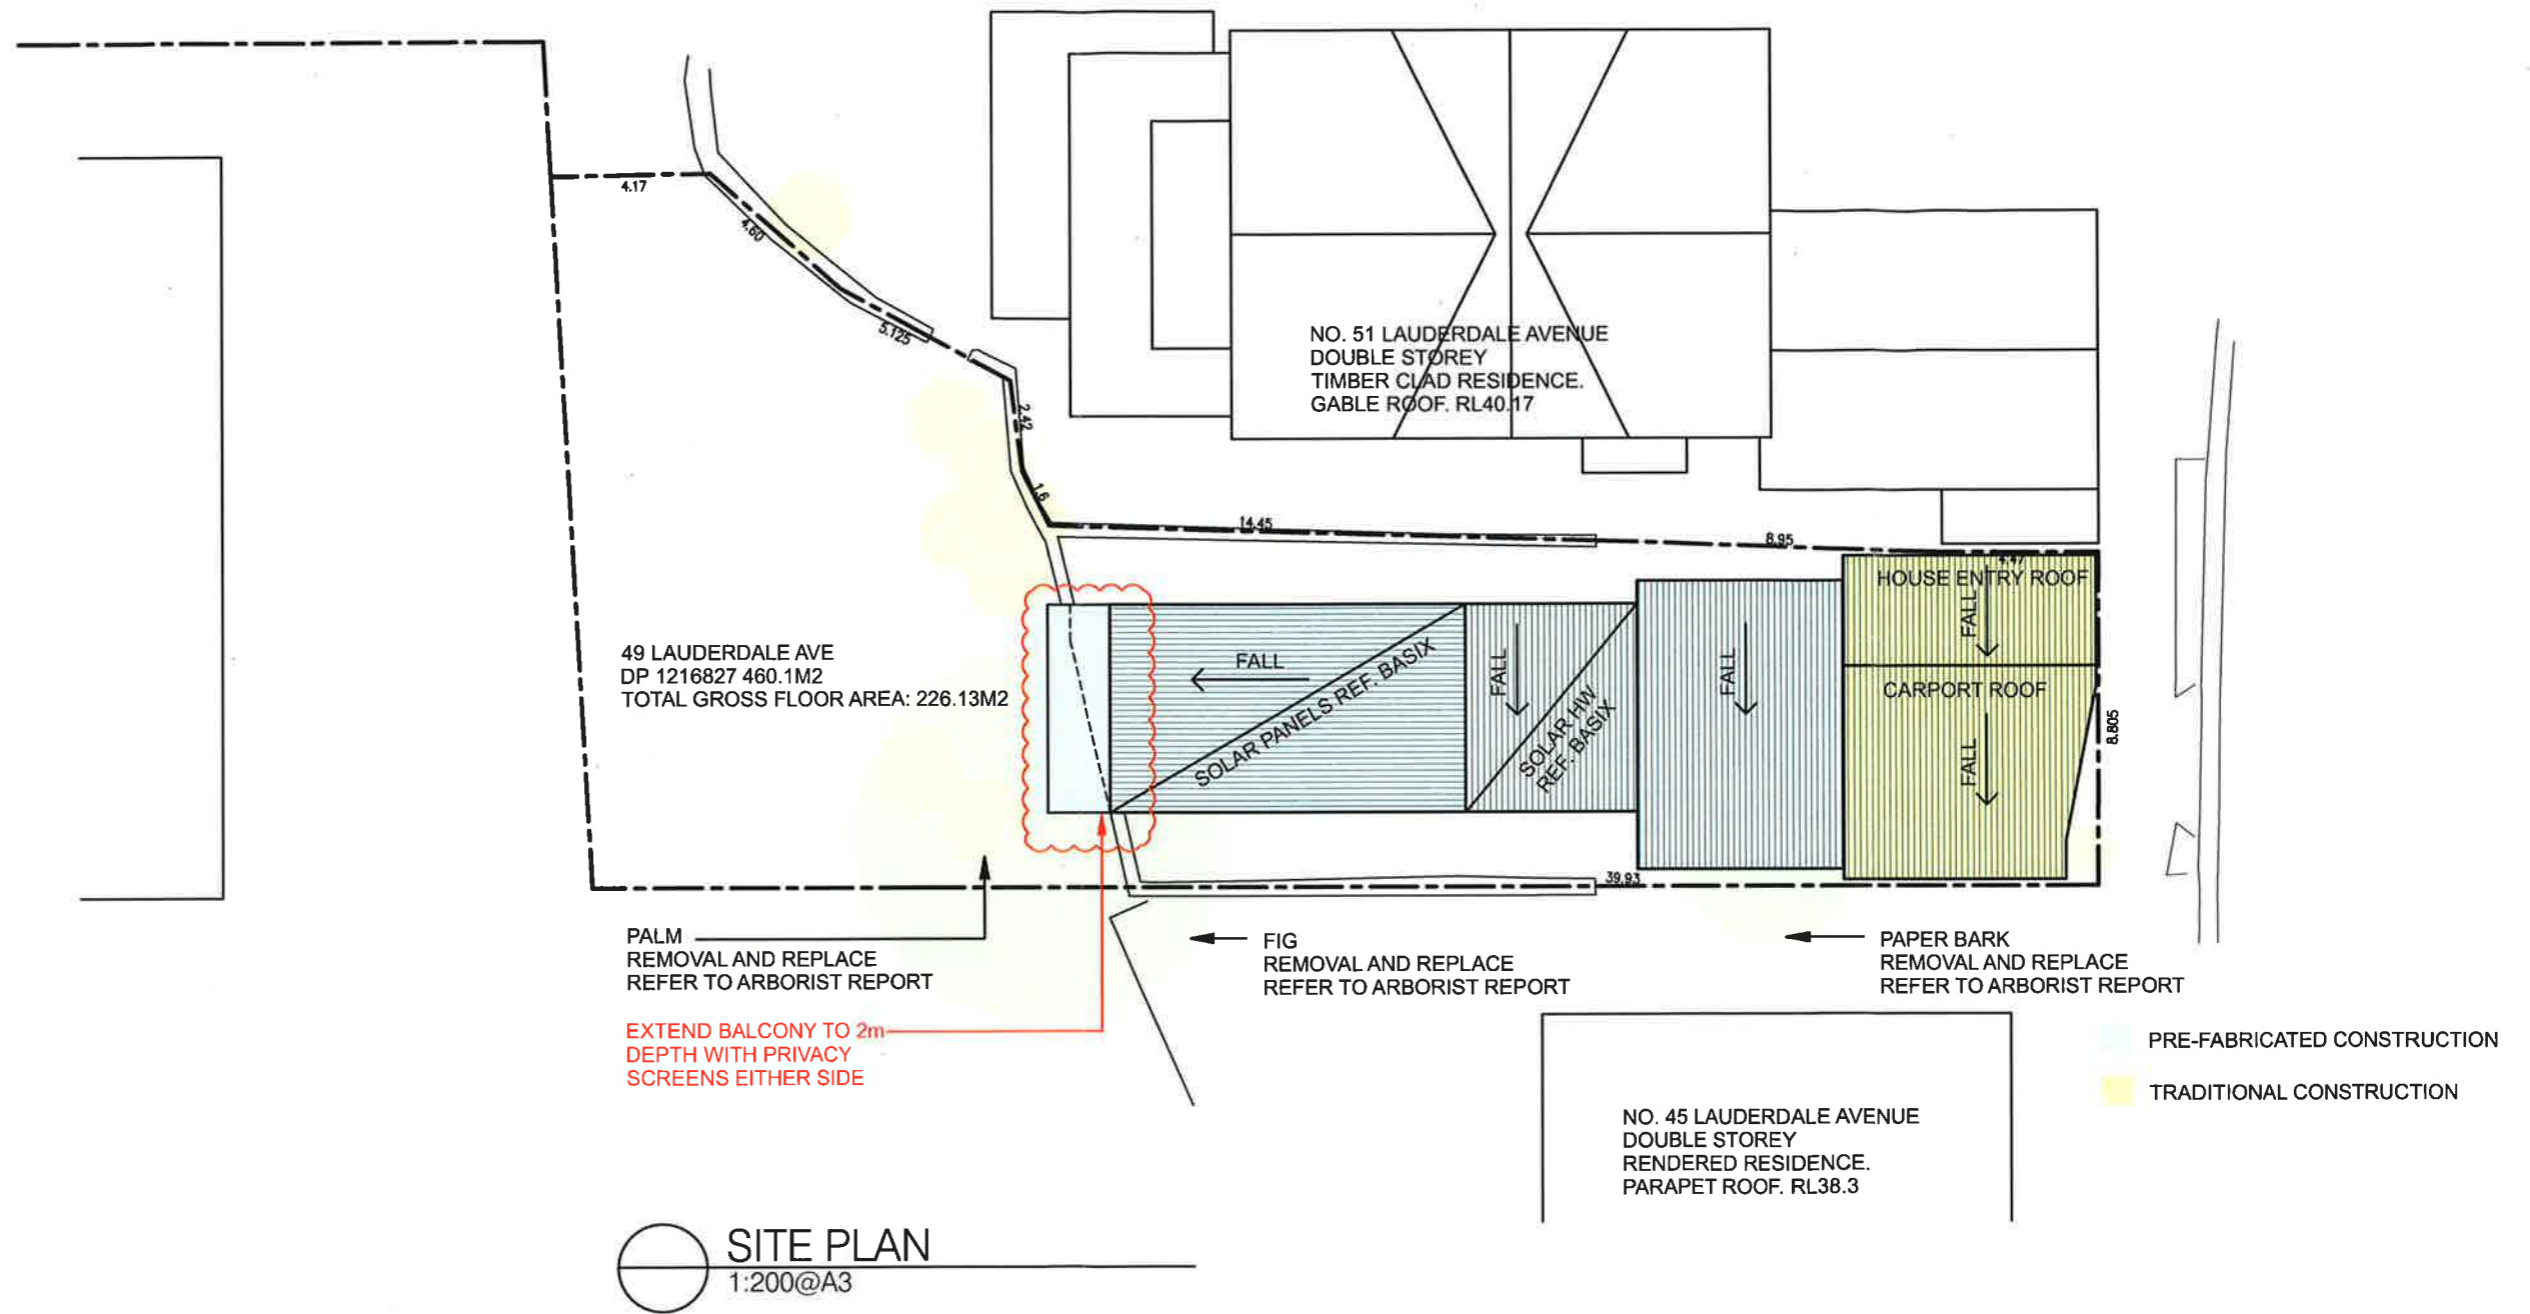 4.17
4.60
5.125
2.42
1.6
NO. 51 LAUDERDALE AVENUE
DOUBLE STOREY
TIMBER CLAD RESIDENCE.
GABLE ROOF. RL40.17
14.45
8.95
4.47
HOUSE ENTRY ROOF
FALL
49 LAUDERDALE AVE
DP 1216827 460.1M2
TOTAL GROSS FLOOR AREA: 226.13M2
FALL
SOLAR PANELS REF. BASIX
FALL
SOLAR HW
REF. BASIX
FALL
CARPORT ROOF
FALL
8.805
39.93
PALM
REMOVAL AND REPLACE
REFER TO ARBORIST REPORT
FIG
REMOVAL AND REPLACE
REFER TO ARBORIST REPORT
PAPER BARK
REMOVAL AND REPLACE
REFER TO ARBORIST REPORT
EXTEND BALCONY TO 2m
DEPTH WITH PRIVACY
SCREENS EITHER SIDE
PRE-FABRICATED CONSTRUCTION
TRADITIONAL CONSTRUCTION
NO. 45 LAUDERDALE AVENUE
DOUBLE STOREY
RENDERED RESIDENCE.
PARAPET ROOF. RL38.3
SITE PLAN
1:200@A3